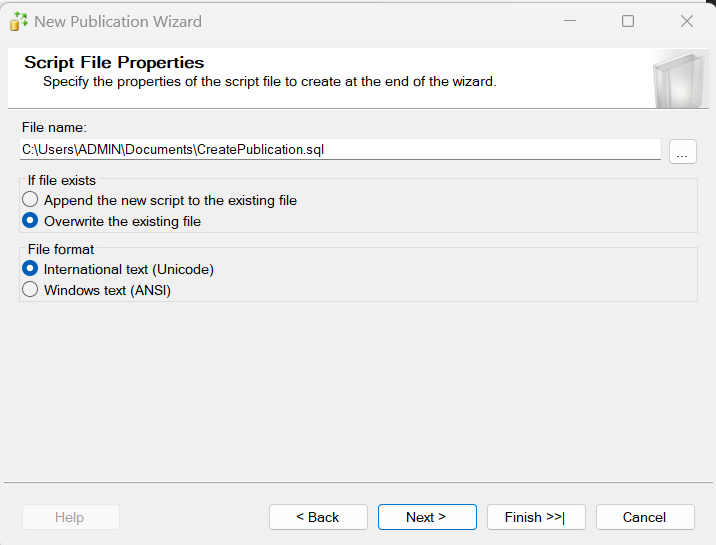 New Publication Wizard
Script File Properties
Specify the properties of the script file to create at the end of the wizard.
File name:
C:\Users\ADMIN\Documents\CreatePublication.sql
...
If file exists
Append the new script to the existing file
Overwrite the existing file
File format
International text (Unicode)
Windows text (ANSI)
Help
< Back
Next >
Finish >>|
Cancel